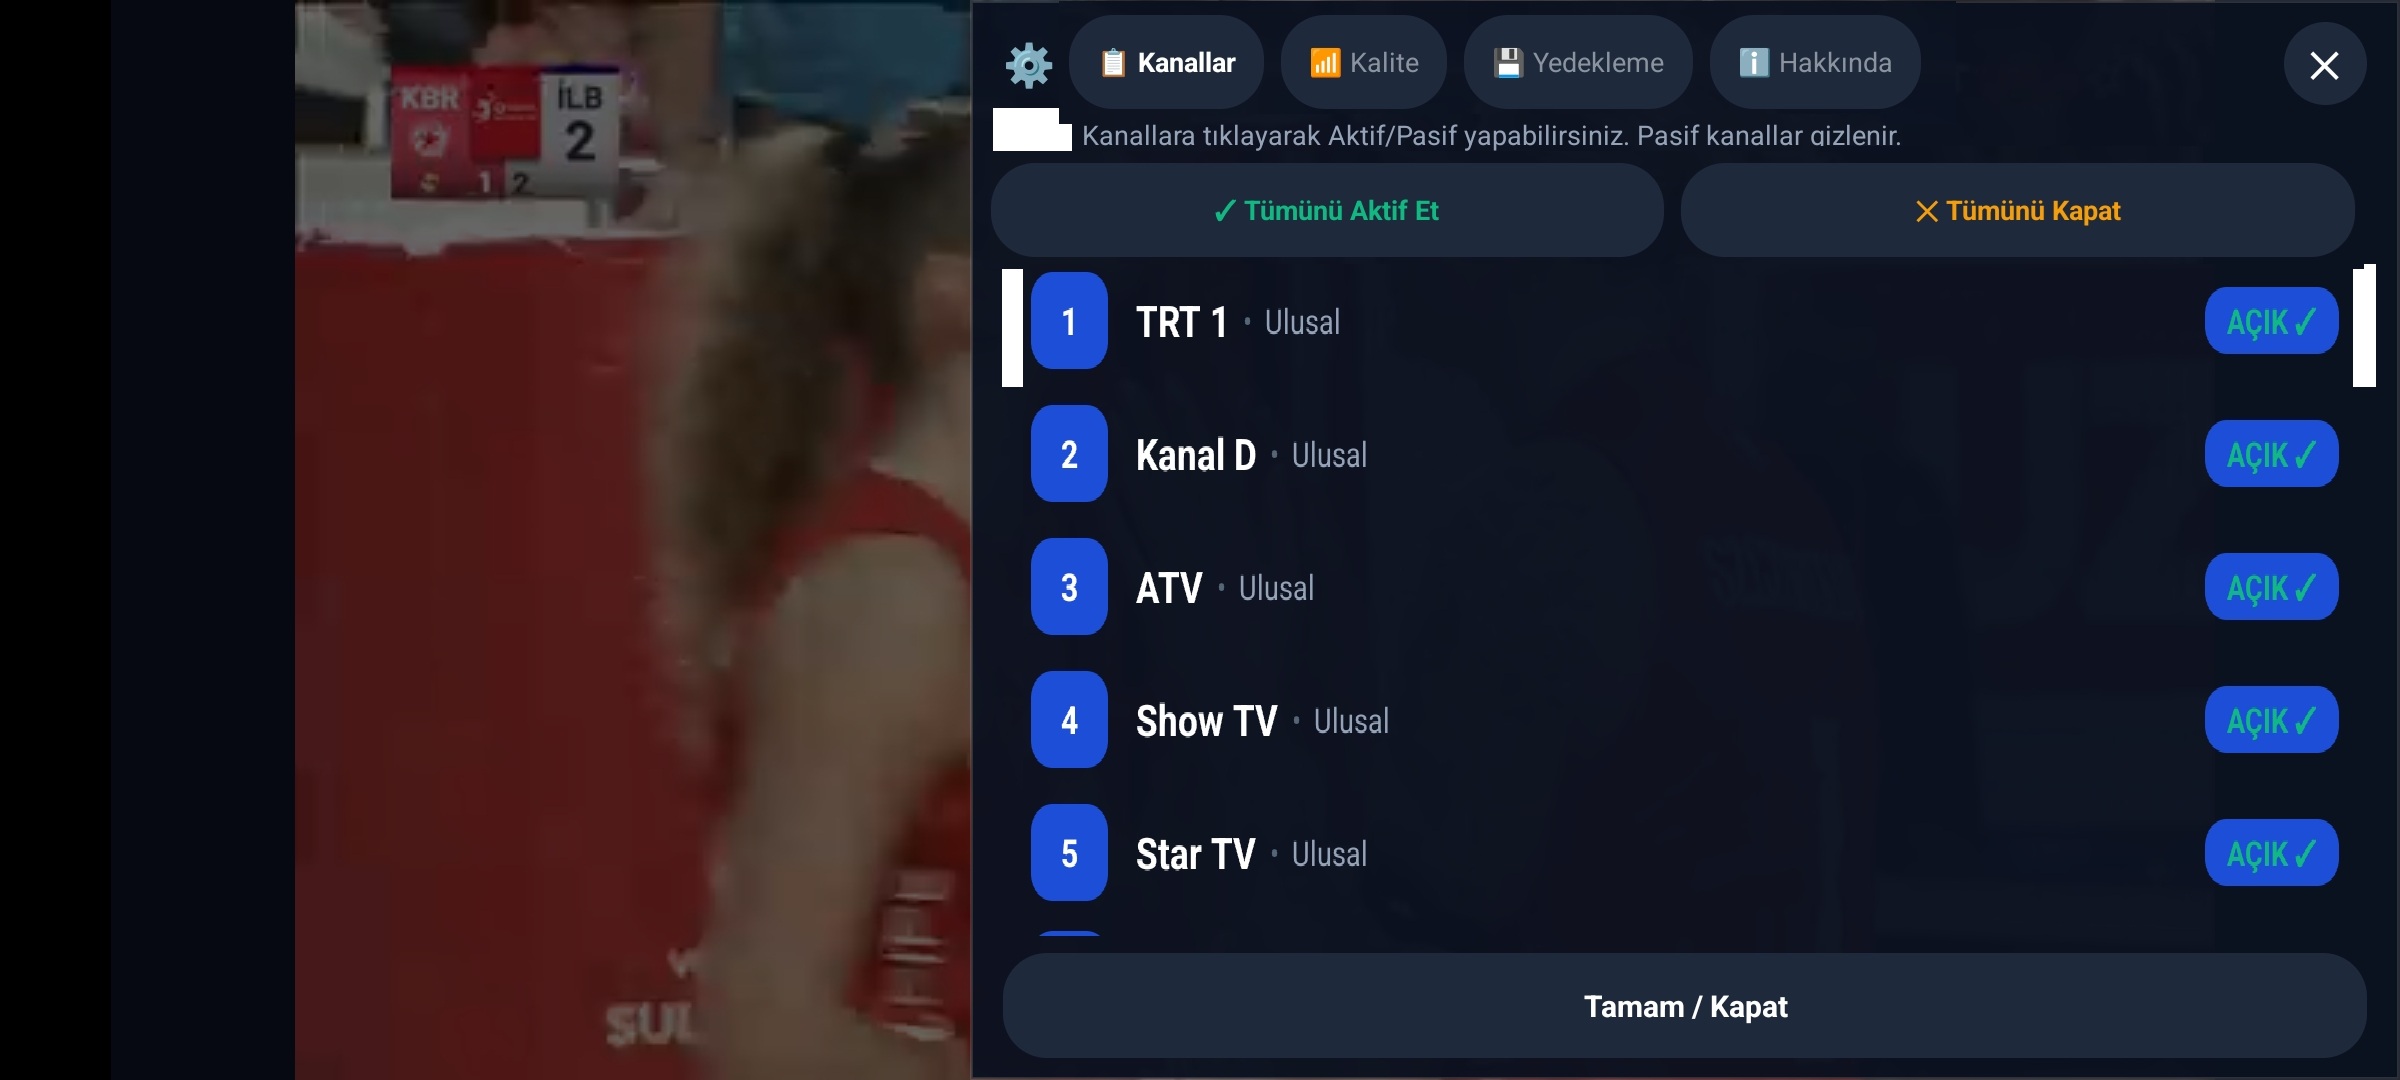 KBR
İLB
2
1 2
Kanallar
Kalite
Yedekleme
Hakkında
Kanallara tıklayarak Aktif/Pasif yapabilirsiniz. Pasif kanallar gizlenir.
✓ Tümünü Aktif Et
✕ Tümünü Kapat
1 TRT 1 • Ulusal AÇIK ✓
2 Kanal D • Ulusal AÇIK ✓
3 ATV • Ulusal AÇIK ✓
4 Show TV • Ulusal AÇIK ✓
5 Star TV • Ulusal AÇIK ✓
Tamam / Kapat